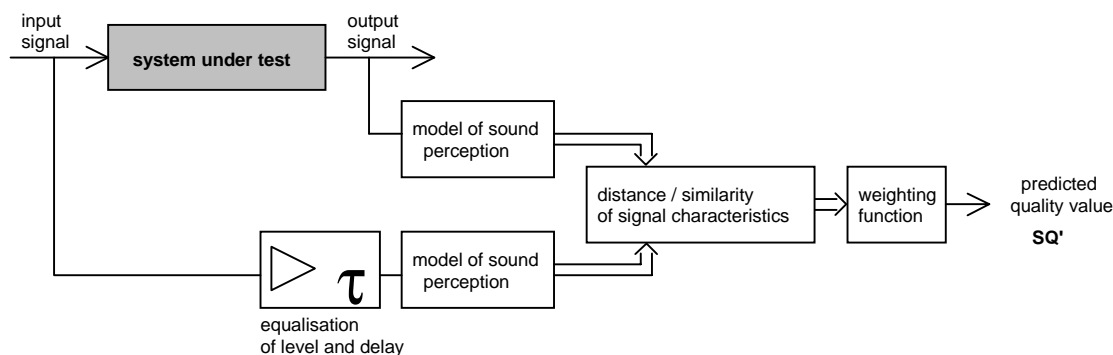 input
signal
system under test
output
signal
model of sound
perception
distance / similarity
of signal characteristics
weighting
function
predicted
quality value
SQ'
τ
model of sound
perception
equalisation
of level and delay